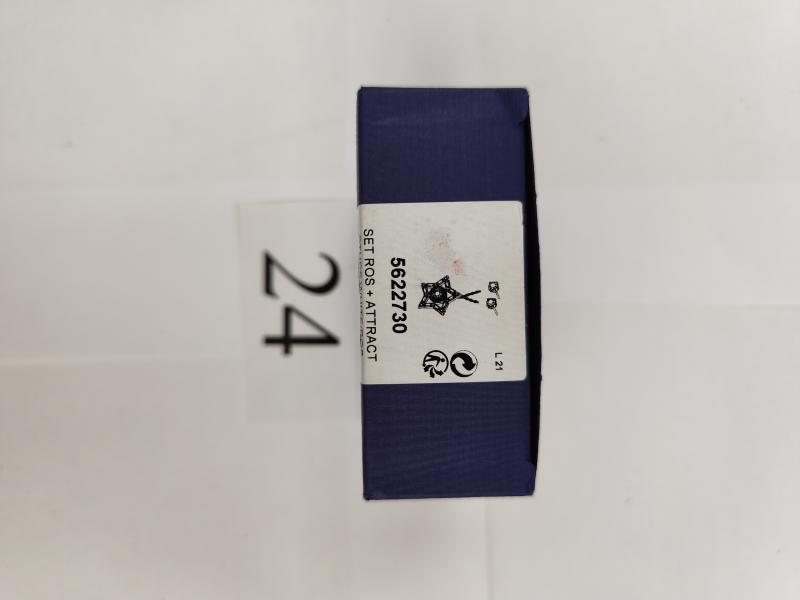 24
L 21
5622730
SET ROS + ATTRACT